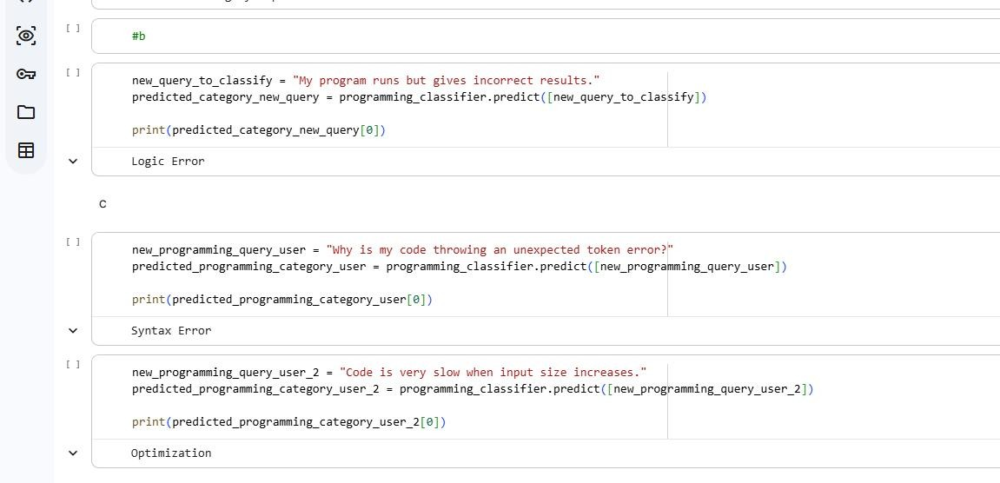 [ ]
#b
[ ]
new_query_to_classify = "My program runs but gives incorrect results."
predicted_category_new_query = programming_classifier.predict([new_query_to_classify])
print(predicted_category_new_query[0])
Logic Error
C
[ ]
new_programming_query_user = "Why is my code throwing an unexpected token error?"
predicted_programming_category_user = programming_classifier.predict([new_programming_query_user])
print(predicted_programming_category_user[0])
Syntax Error
[ ]
new_programming_query_user_2 = "Code is very slow when input size increases."
predicted_programming_category_user_2 = programming_classifier.predict([new_programming_query_user_2])
print(predicted_programming_category_user_2[0])
Optimization